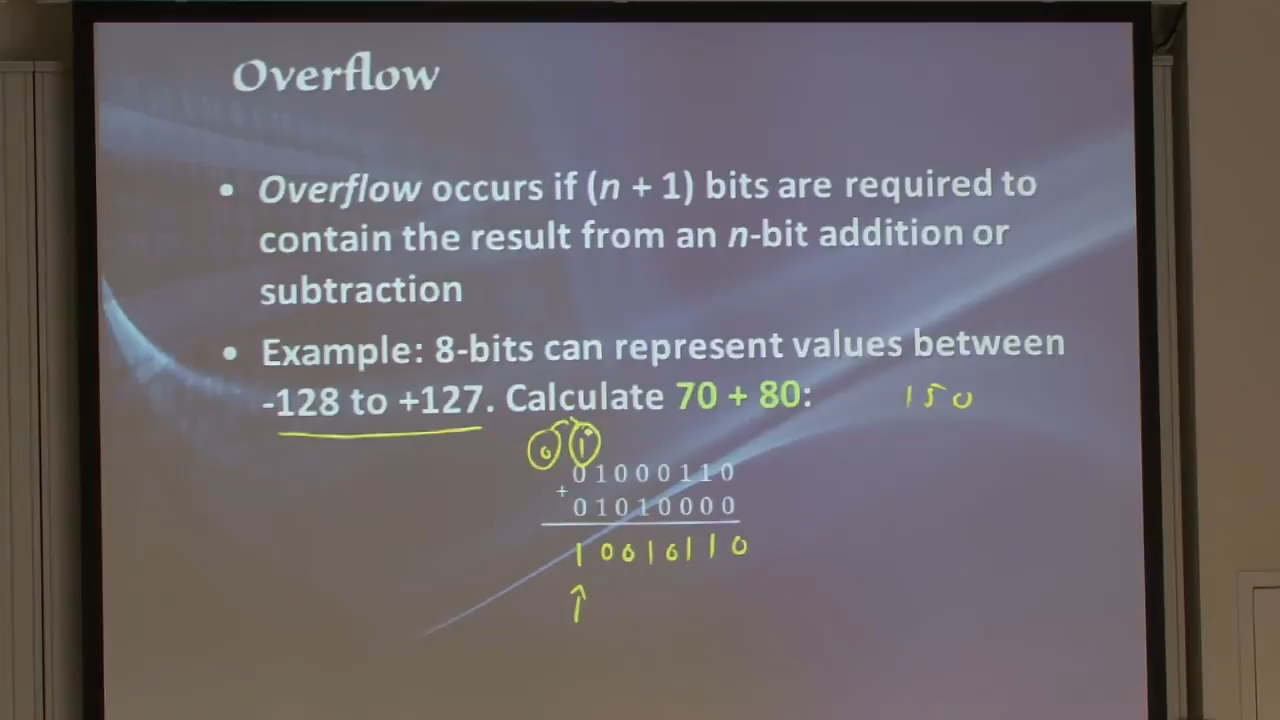 Overflow
• Overflow occurs if (n + 1) bits are required to
contain the result from an n-bit addition or
subtraction
• Example: 8-bits can represent values between
-128 to +127. Calculate 70 + 80: 150
0 1
01000110
+
01010000
10010110
↑